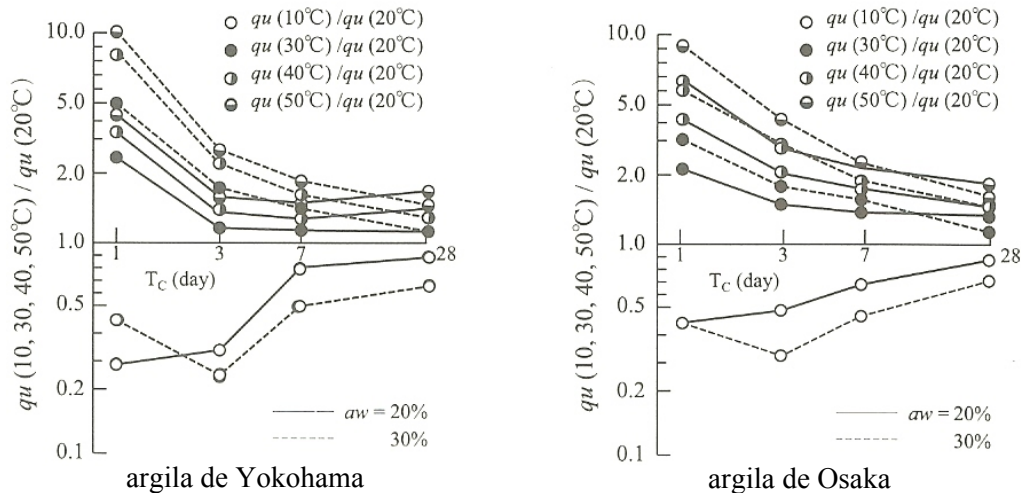 qu (10, 30, 40, 50℃) / qu (20℃)
10.0
5.0
2.0
1.0
0.5
0.2
0.1
qu (10℃) /qu (20℃)
qu (30℃) /qu (20℃)
qu (40℃) /qu (20℃)
qu (50℃) /qu (20℃)
1 3 7 28
T_C (day)
aw = 20%
30%
argila de Yokohama
qu (10, 30, 40, 50℃) / qu (20℃)
10.0
5.0
2.0
1.0
0.5
0.2
0.1
qu (10℃) /qu (20℃)
qu (30℃) /qu (20℃)
qu (40℃) /qu (20℃)
qu (50℃) /qu (20℃)
1 3 7 28
T_C (day)
aw = 20%
30%
argila de Osaka